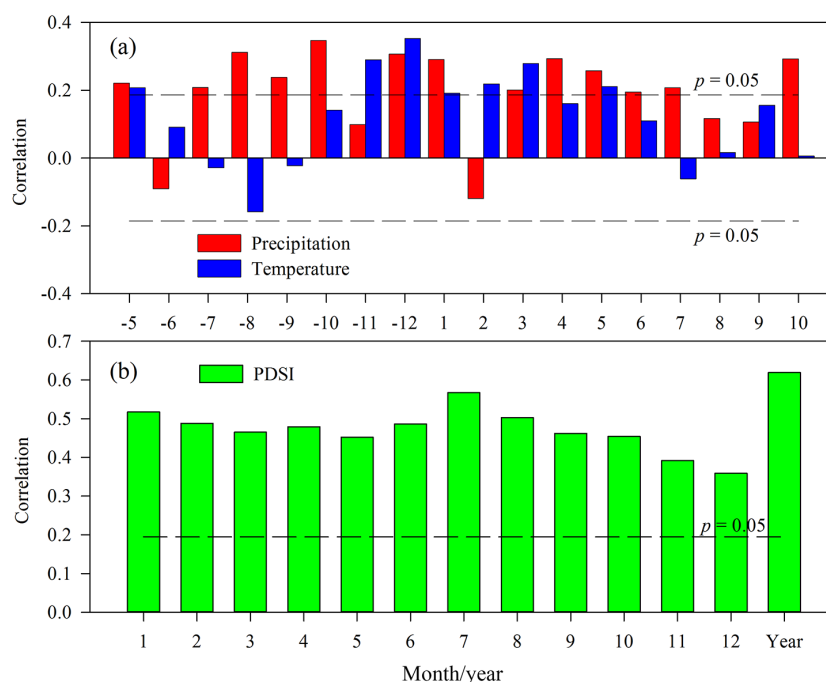 (a)
0.4
0.2
0.0
-0.2
-0.4
Correlation
p = 0.05
p = 0.05
Precipitation
Temperature
-5 -6 -7 -8 -9 -10 -11 -12 1 2 3 4 5 6 7 8 9 10
(b)
0.7
0.6
0.5
0.4
0.3
0.2
0.1
0.0
Correlation
PDSI
p = 0.05
1 2 3 4 5 6 7 8 9 10 11 12 Year
Month/year